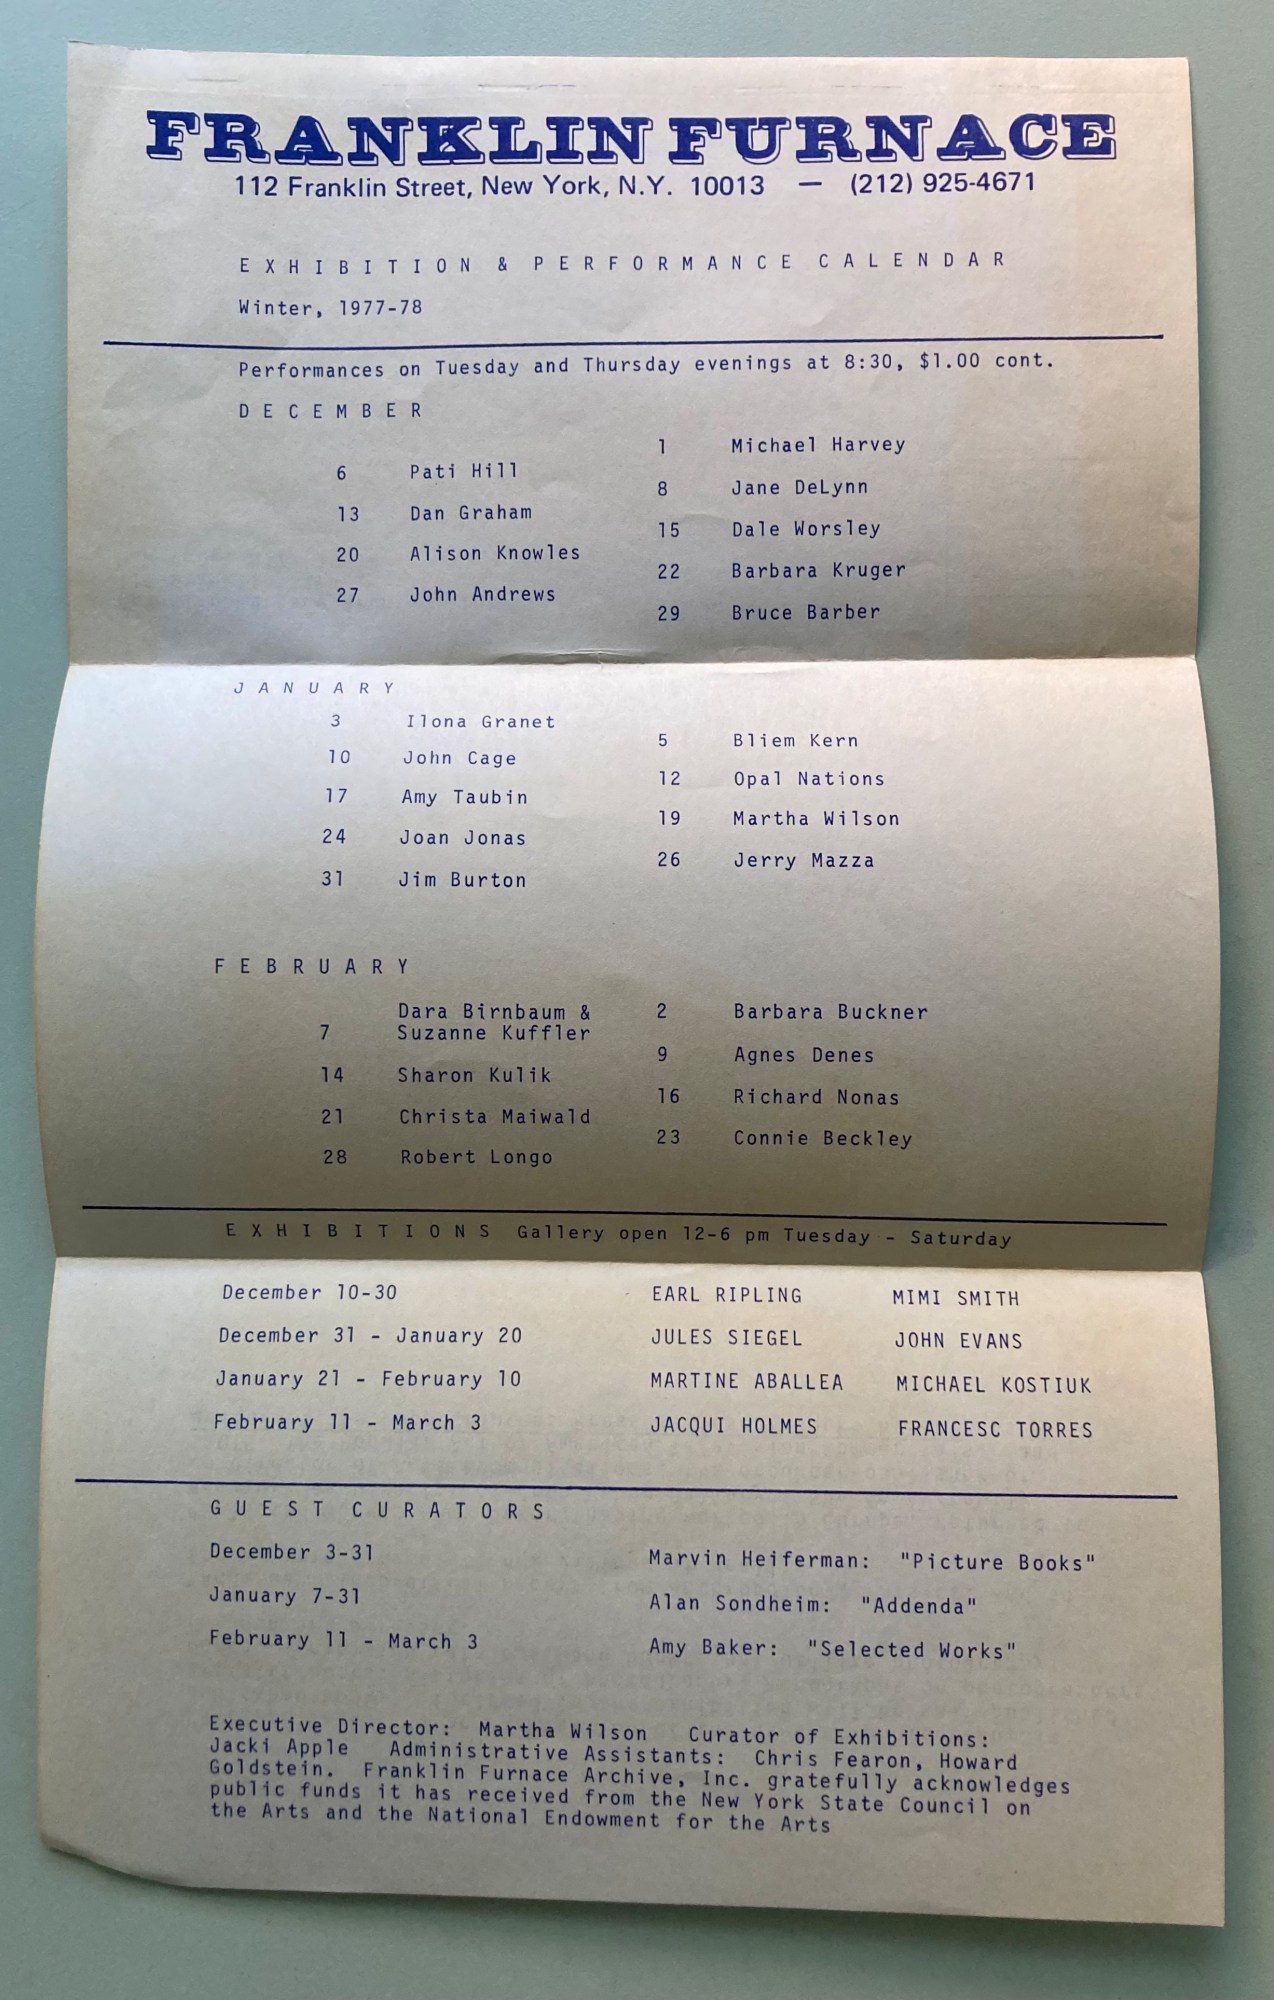 FRANKLIN FURNACE
112 Franklin Street, New York, N.Y. 10013 — (212) 925-4671
EXHIBITION & PERFORMANCE CALENDAR
Winter, 1977-78
Performances on Tuesday and Thursday evenings at 8:30, $1.00 cont.
DECEMBER
1 Michael Harvey
6 Pati Hill
8 Jane DeLynn
13 Dan Graham
15 Dale Worsley
20 Alison Knowles
22 Barbara Kruger
27 John Andrews
29 Bruce Barber
JANUARY
3 Ilona Granet
5 Bliem Kern
10 John Cage
12 Opal Nations
17 Amy Taubin
19 Martha Wilson
24 Joan Jonas
26 Jerry Mazza
31 Jim Burton
FEBRUARY
2 Barbara Buckner
Dara Birnbaum &
7 Suzanne Kuffler
9 Agnes Denes
14 Sharon Kulik
16 Richard Nonas
21 Christa Maiwald
23 Connie Beckley
28 Robert Longo
EXHIBITIONS Gallery open 12-6 pm Tuesday - Saturday
December 10-30 EARL RIPLING MIMI SMITH
December 31 - January 20 JULES SIEGEL JOHN EVANS
January 21 - February 10 MARTINE ABALLEA MICHAEL KOSTIUK
February 11 - March 3 JACQUI HOLMES FRANCESC TORRES
GUEST CURATORS
December 3-31 Marvin Heiferman: "Picture Books"
January 7-31 Alan Sondheim: "Addenda"
February 11 - March 3 Amy Baker: "Selected Works"
Executive Director: Martha Wilson Curator of Exhibitions:
Jacki Apple Administrative Assistants: Chris Fearon, Howard
Goldstein. Franklin Furnace Archive, Inc. gratefully acknowledges
public funds it has received from the New York State Council on
the Arts and the National Endowment for the Arts